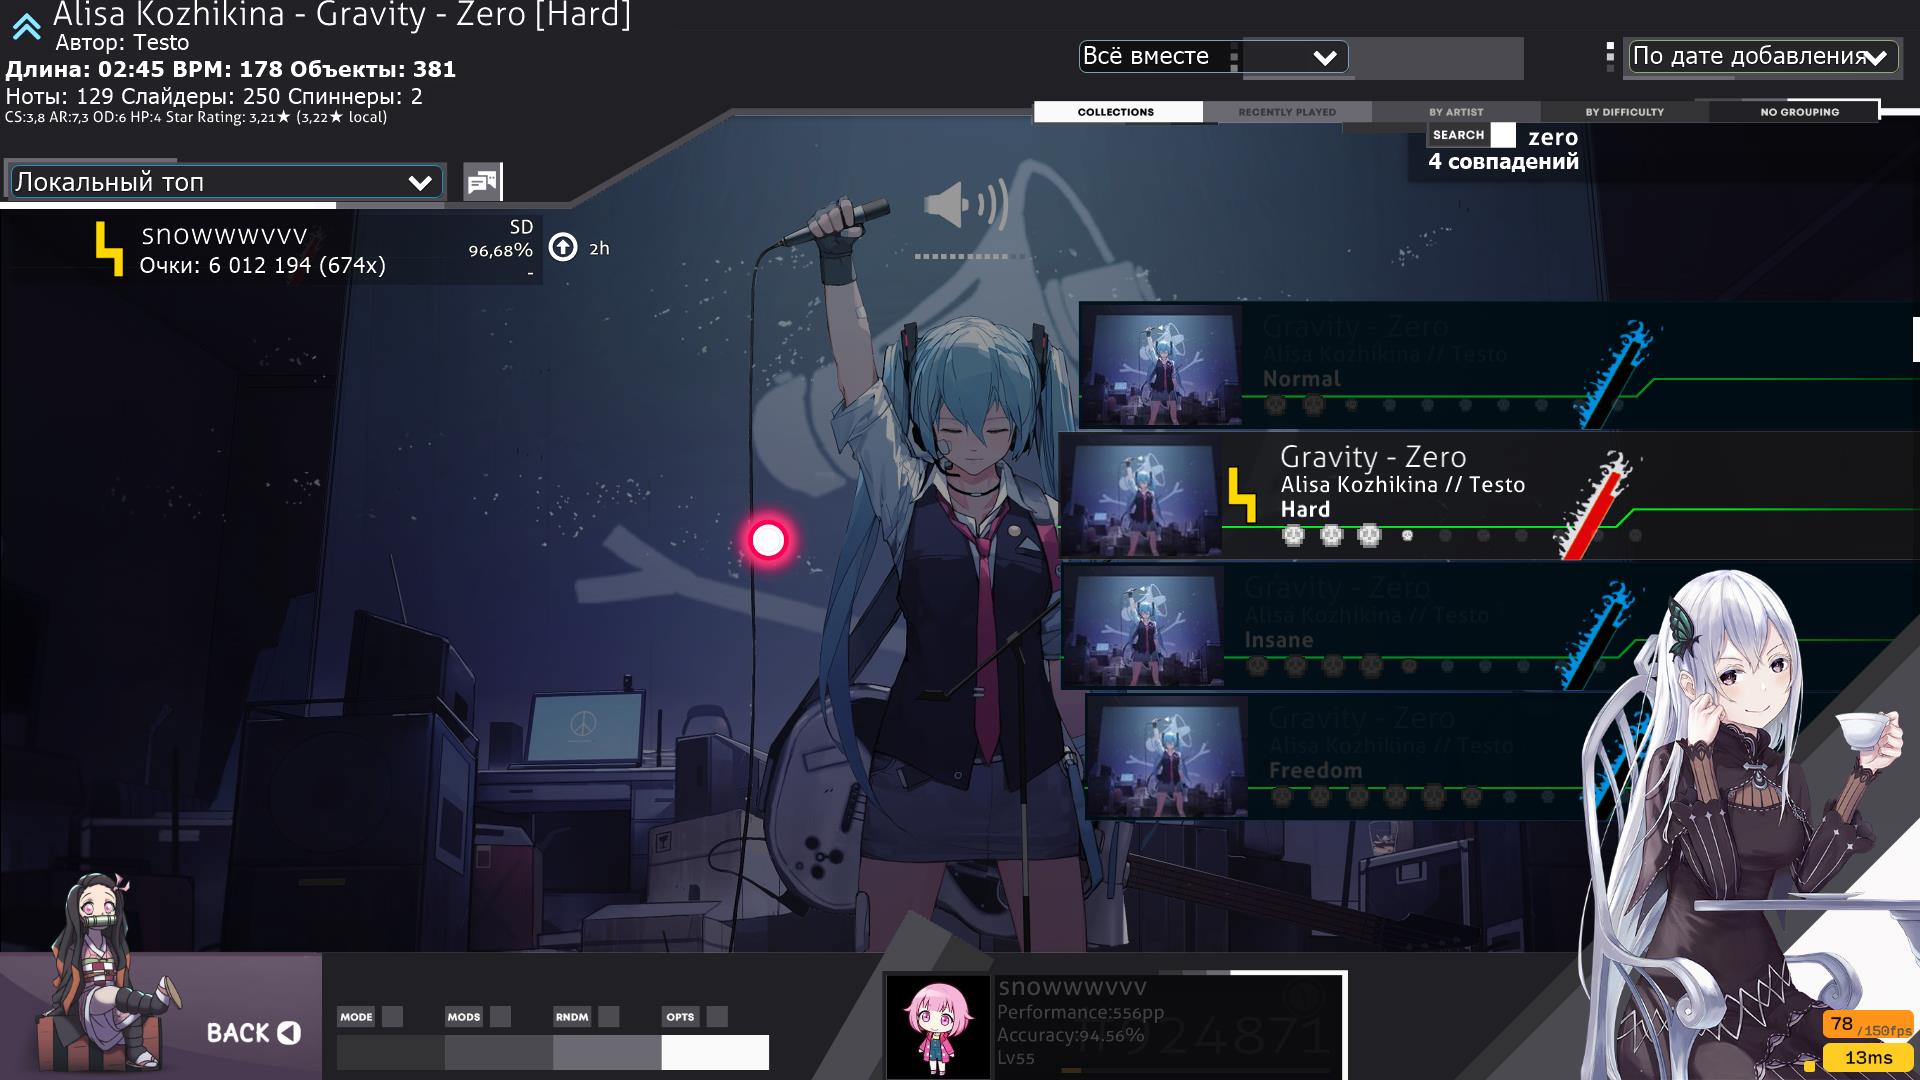 Alisa Kozhikina - Gravity - Zero [Hard]
Автор: Testo
Длина: 02:45 BPM: 178 Объекты: 381
Ноты: 129 Слайдеры: 250 Спиннеры: 2
CS:3,8 AR:7,3 OD:6 HP:4 Star Rating: 3,21★ (3,22★ local)
Всё вместе
По дате добавления
COLLECTIONS
RECENTLY PLAYED
BY ARTIST
BY DIFFICULTY
NO GROUPING
SEARCH
zero
4 совпадений
Локальный топ
snowwwvvv
Очки: 6 012 194 (674x)
SD
96,68%
-
2h
Gravity - Zero
Alisa Kozhikina // Testo
Normal
Gravity - Zero
Alisa Kozhikina // Testo
Hard
Gravity - Zero
Alisa Kozhikina // Testo
Insane
Gravity - Zero
Alisa Kozhikina // Testo
Freedom
BACK
MODE
MODS
RNDM
OPTS
snowwwvvv
Performance:556pp
Accuracy:94.56%
Lv55
#924871
78 /150fps
13ms